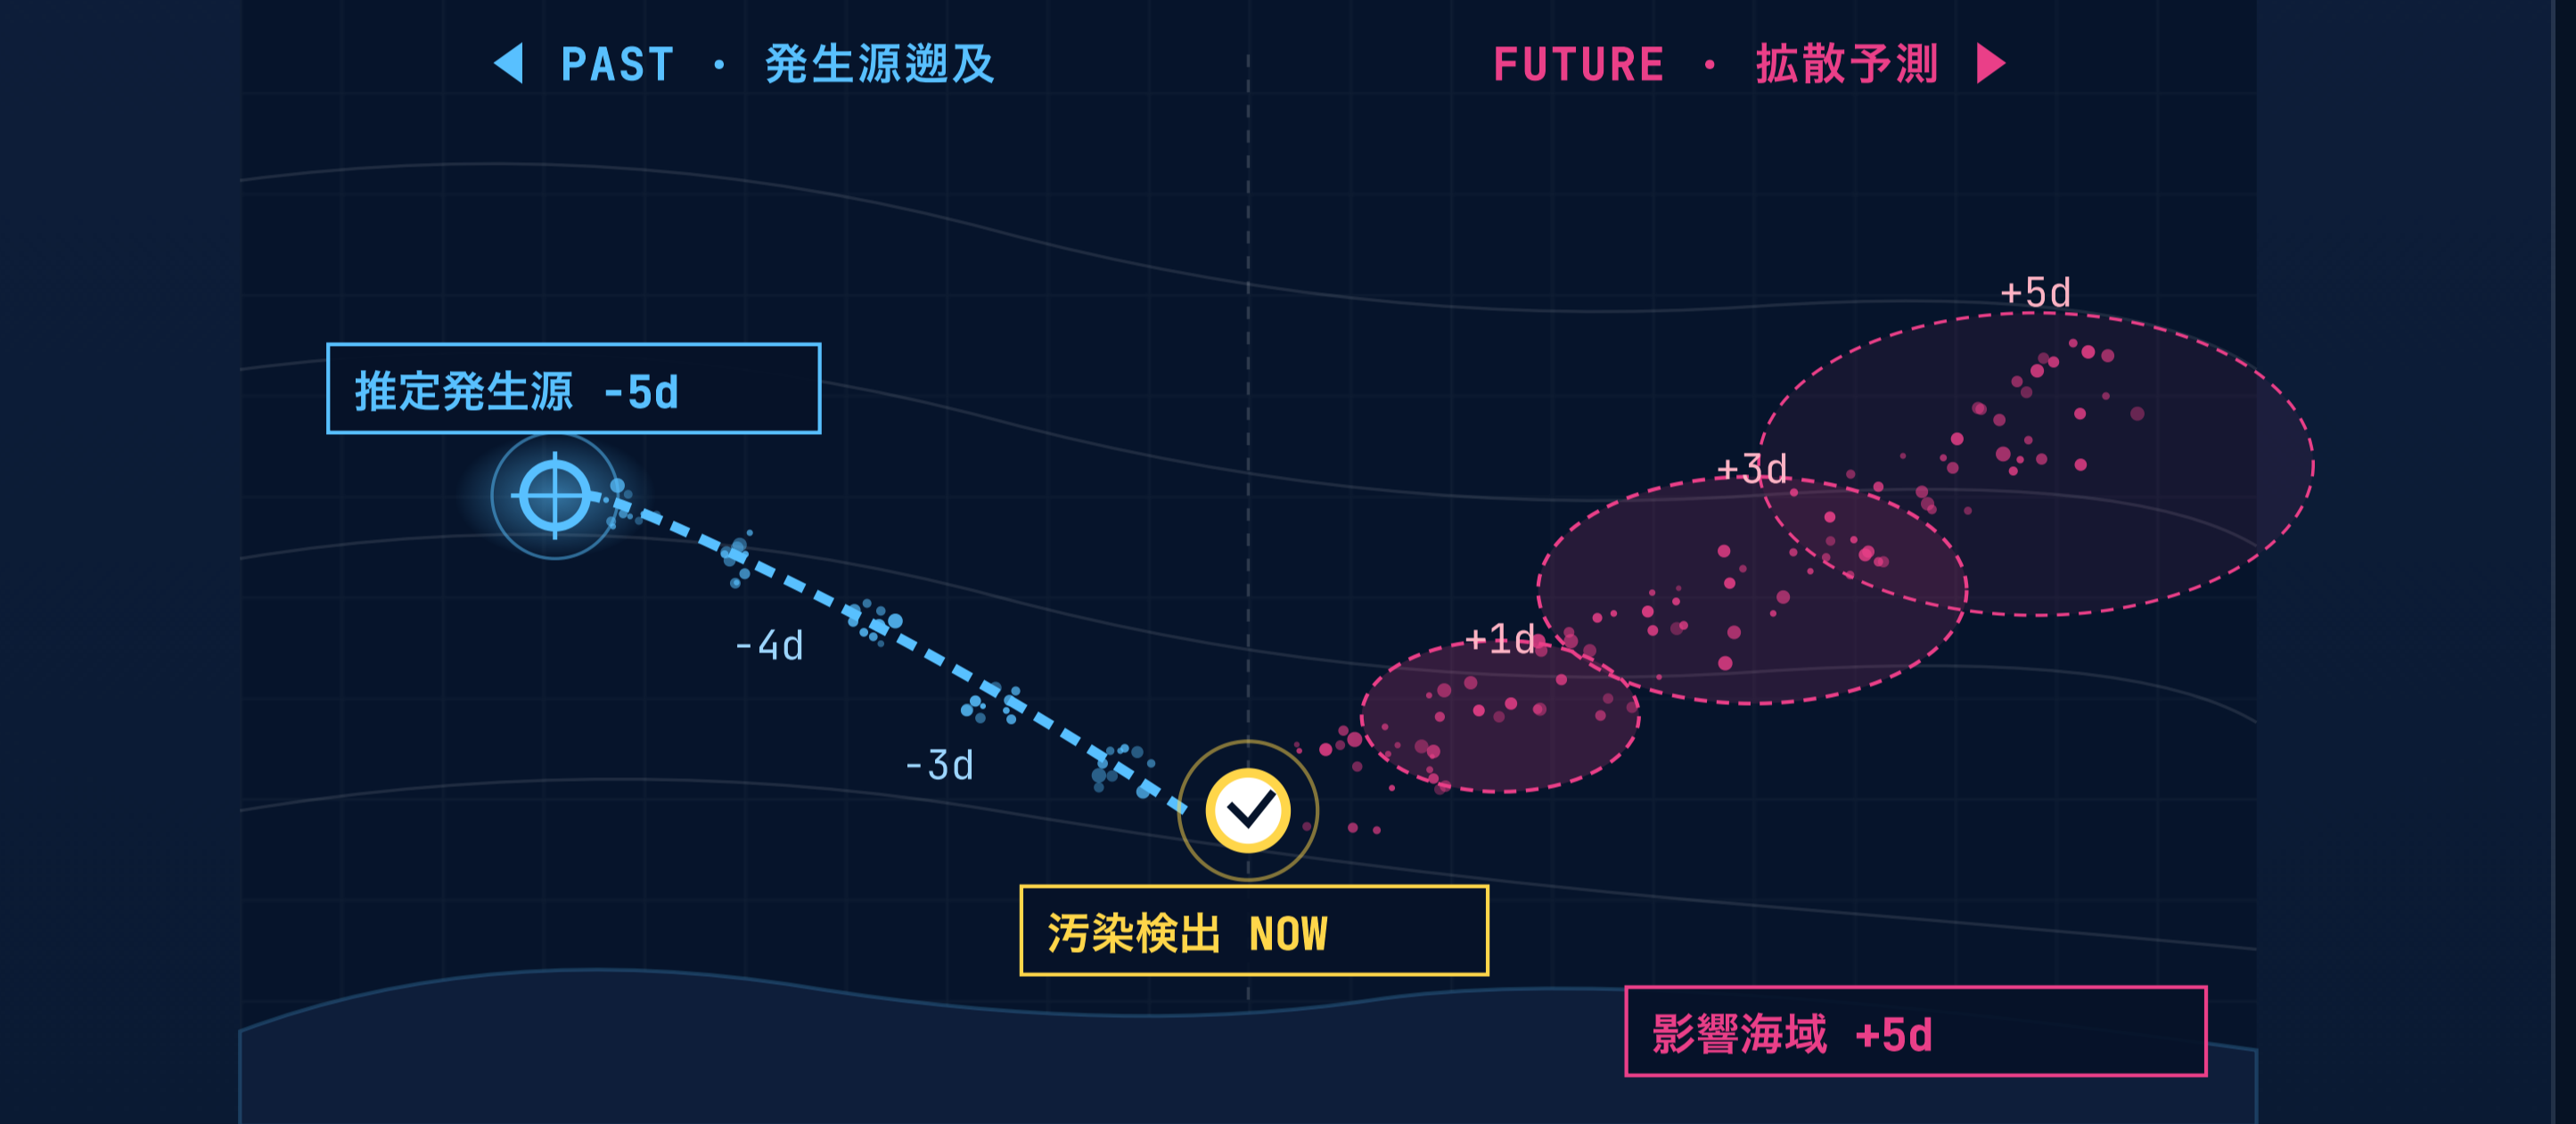 ◀ PAST · 発生源遡及
FUTURE · 拡散予測 ▶
+5d
推定発生源 -5d
+3d
+1d
-4d
-3d
汚染検出 NOW
影響海域 +5d